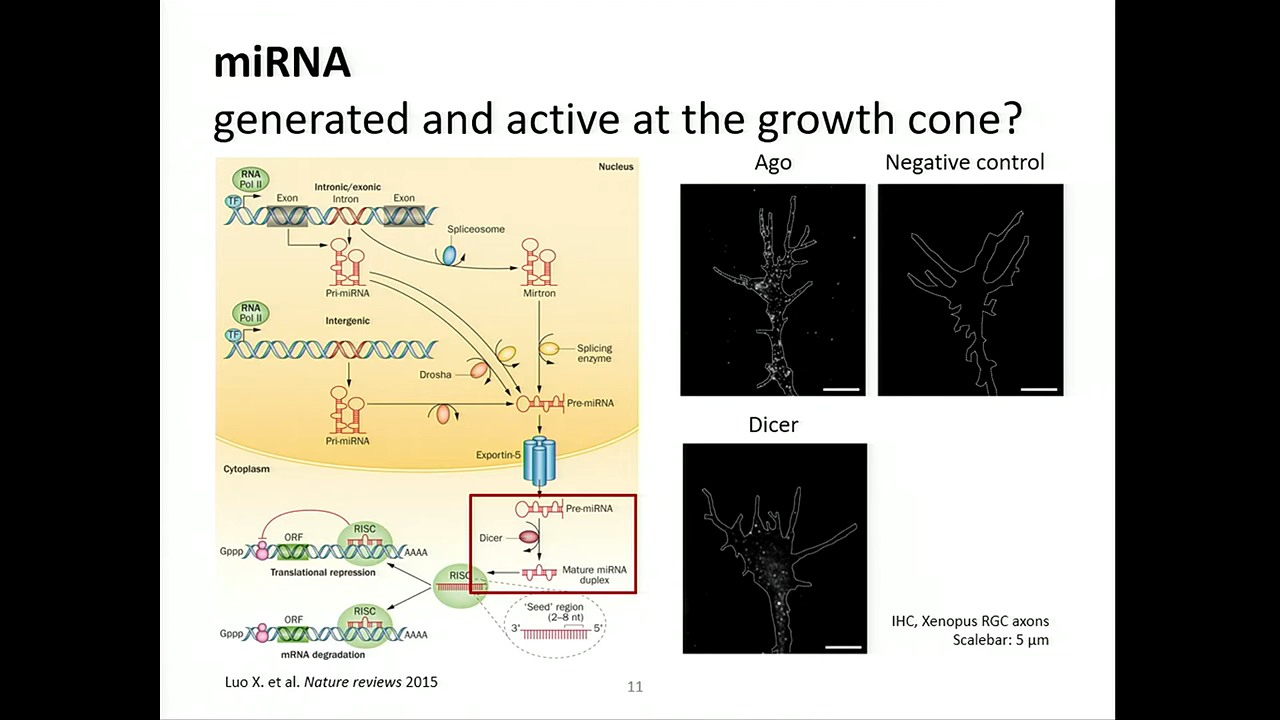 miRNA
generated and active at the growth cone?
Nucleus
RNA
Pol II
TF
Intronic/exonic
Exon
Intron
Exon
Spliceosome
Pri-miRNA
Mirtron
RNA
Pol II
TF
Intergenic
Splicing
enzyme
Drosha
Pre-miRNA
Pri-miRNA
Exportin-5
Cytoplasm
Pre-miRNA
Dicer
Mature miRNA
duplex
RISC
ORF
Gppp
AAAA
Translational repression
RISC
'Seed' region
(2–8 nt)
3'
5'
RISC
ORF
Gppp
AAAA
mRNA degradation
Luo X. et al. Nature reviews 2015
11
Ago
Negative control
Dicer
IHC, Xenopus RGC axons
Scalebar: 5 µm